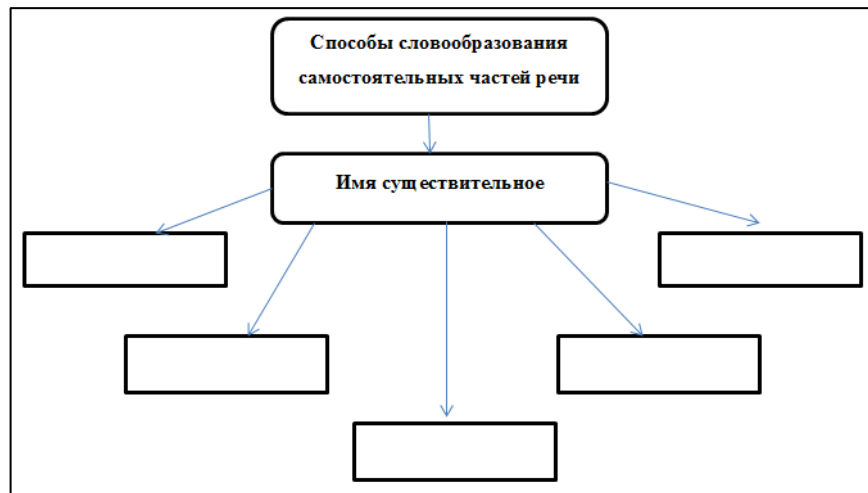 Способы словообразования
самостоятельных частей речи
Имя существительное